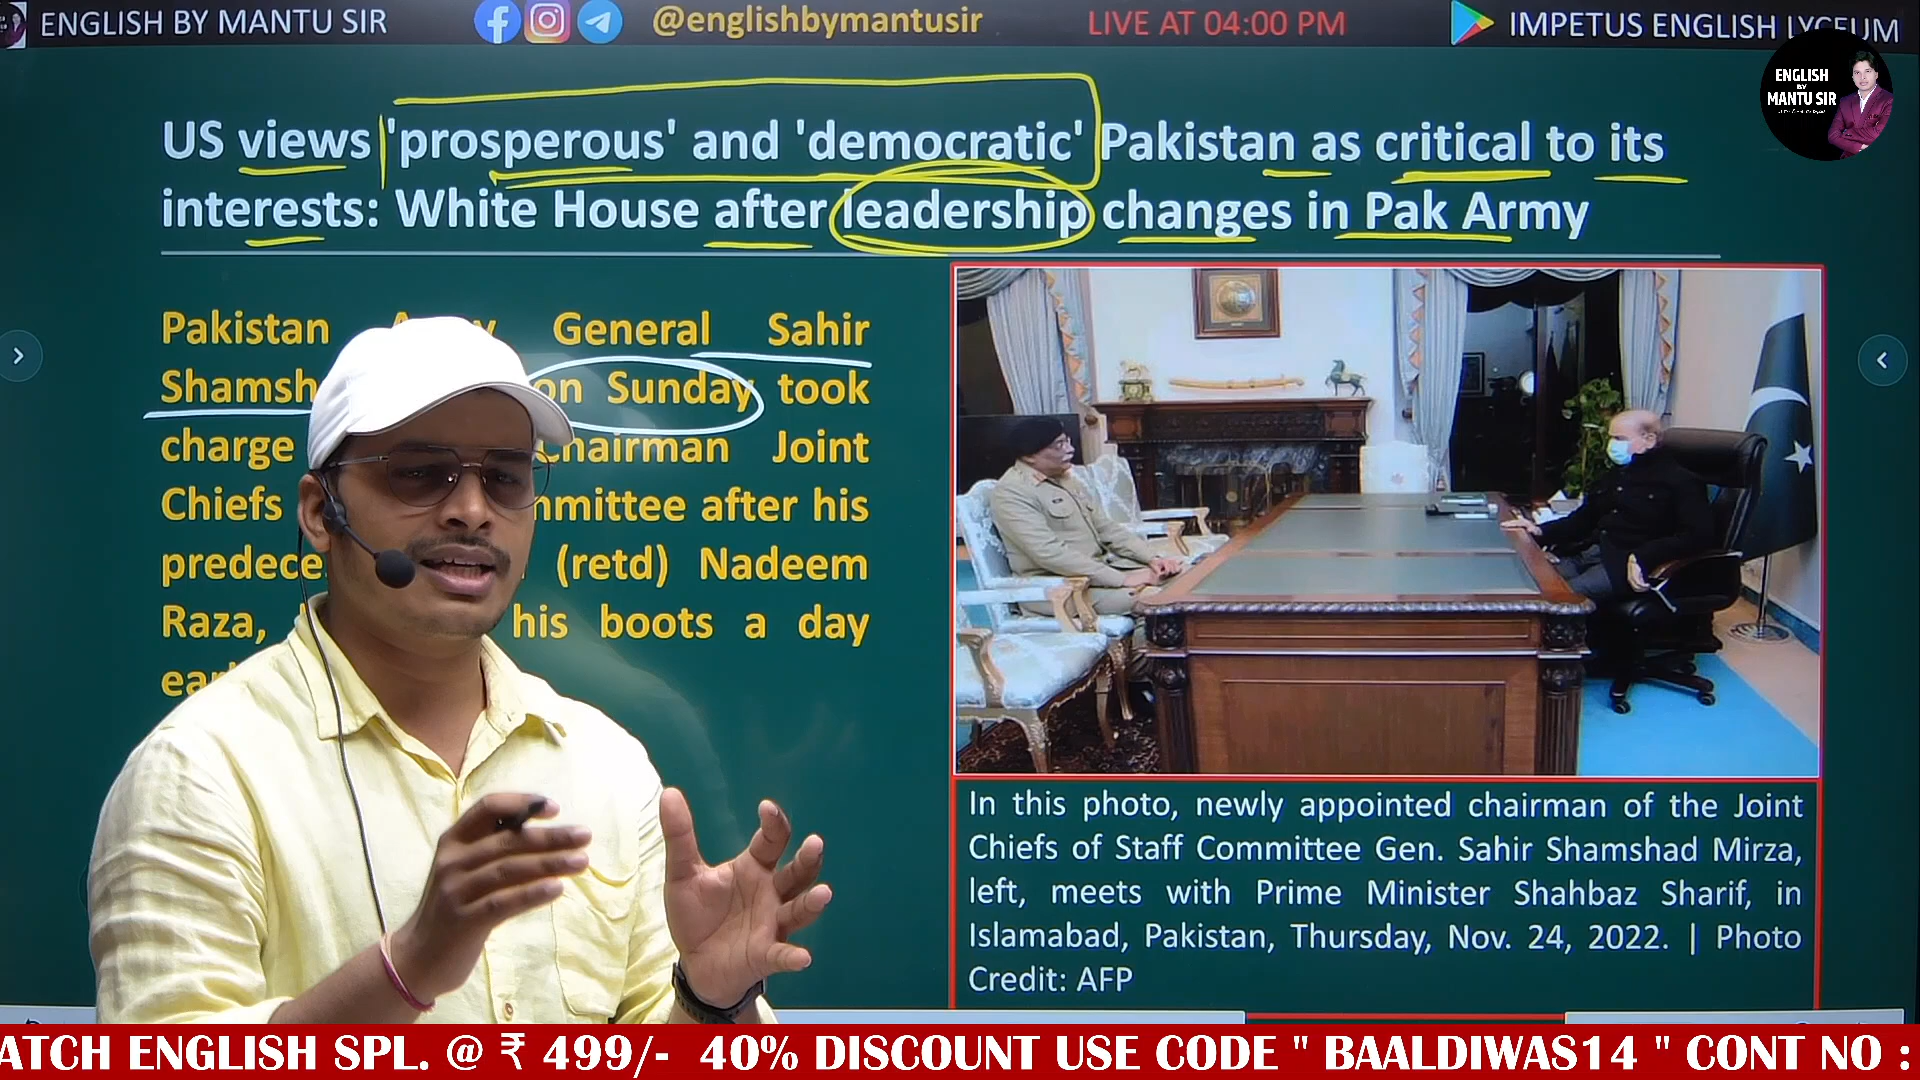 ENGLISH BY MANTU SIR
@englishbymantusir
LIVE AT 04:00 PM
IMPETUS ENGLISH LYCEUM
ENGLISH
BY
MANTU SIR
US views 'prosperous' and 'democratic' Pakistan as critical to its
interests: White House after leadership changes in Pak Army
Pakistan General Sahir
on Sunday took
charge Chairman Joint
Chiefs after his
(retd) Nadeem
Raza, his boots a day
In this photo, newly appointed chairman of the Joint
Chiefs of Staff Committee Gen. Sahir Shamshad Mirza,
left, meets with Prime Minister Shahbaz Sharif, in
Islamabad, Pakistan, Thursday, Nov. 24, 2022. | Photo
Credit: AFP
ATCH ENGLISH SPL. @ ₹ 499/- 40% DISCOUNT USE CODE " BAALDIWAS14 " CONT NO :